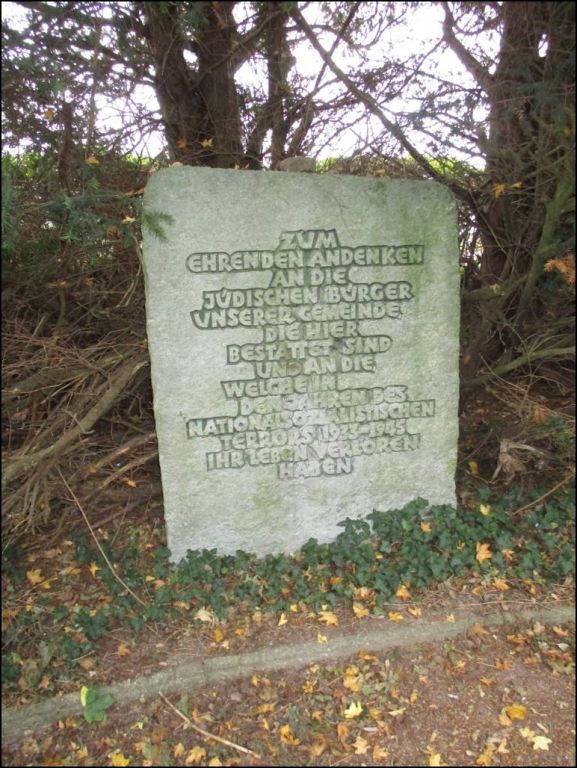 ZUM
EHRENDEN ANDENKEN
AN DIE
JÜDISCHEN BÜRGER
UNSERER GEMEINDE
DIE HIER
BESTATTET SIND
UND AN DIE
WELCHE IN
DEN JAHREN DES
NATIONALSOZIALISTISCHEN
TERRORS 1933-1945
IHR LEBEN VERLOREN
HABEN